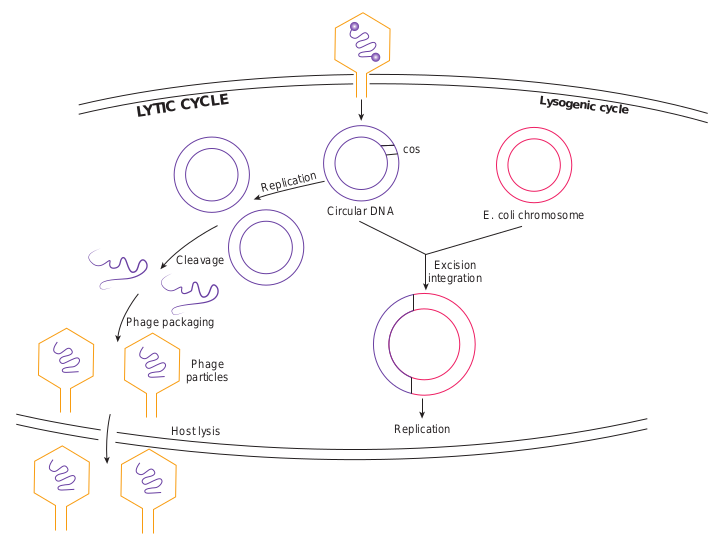 LYTIC CYCLE
Lysogenic cycle
cos
Replication
Circular DNA
E. coli chromosome
Cleavage
Excision
integration
Phage packaging
Phage
particles
Host lysis
Replication